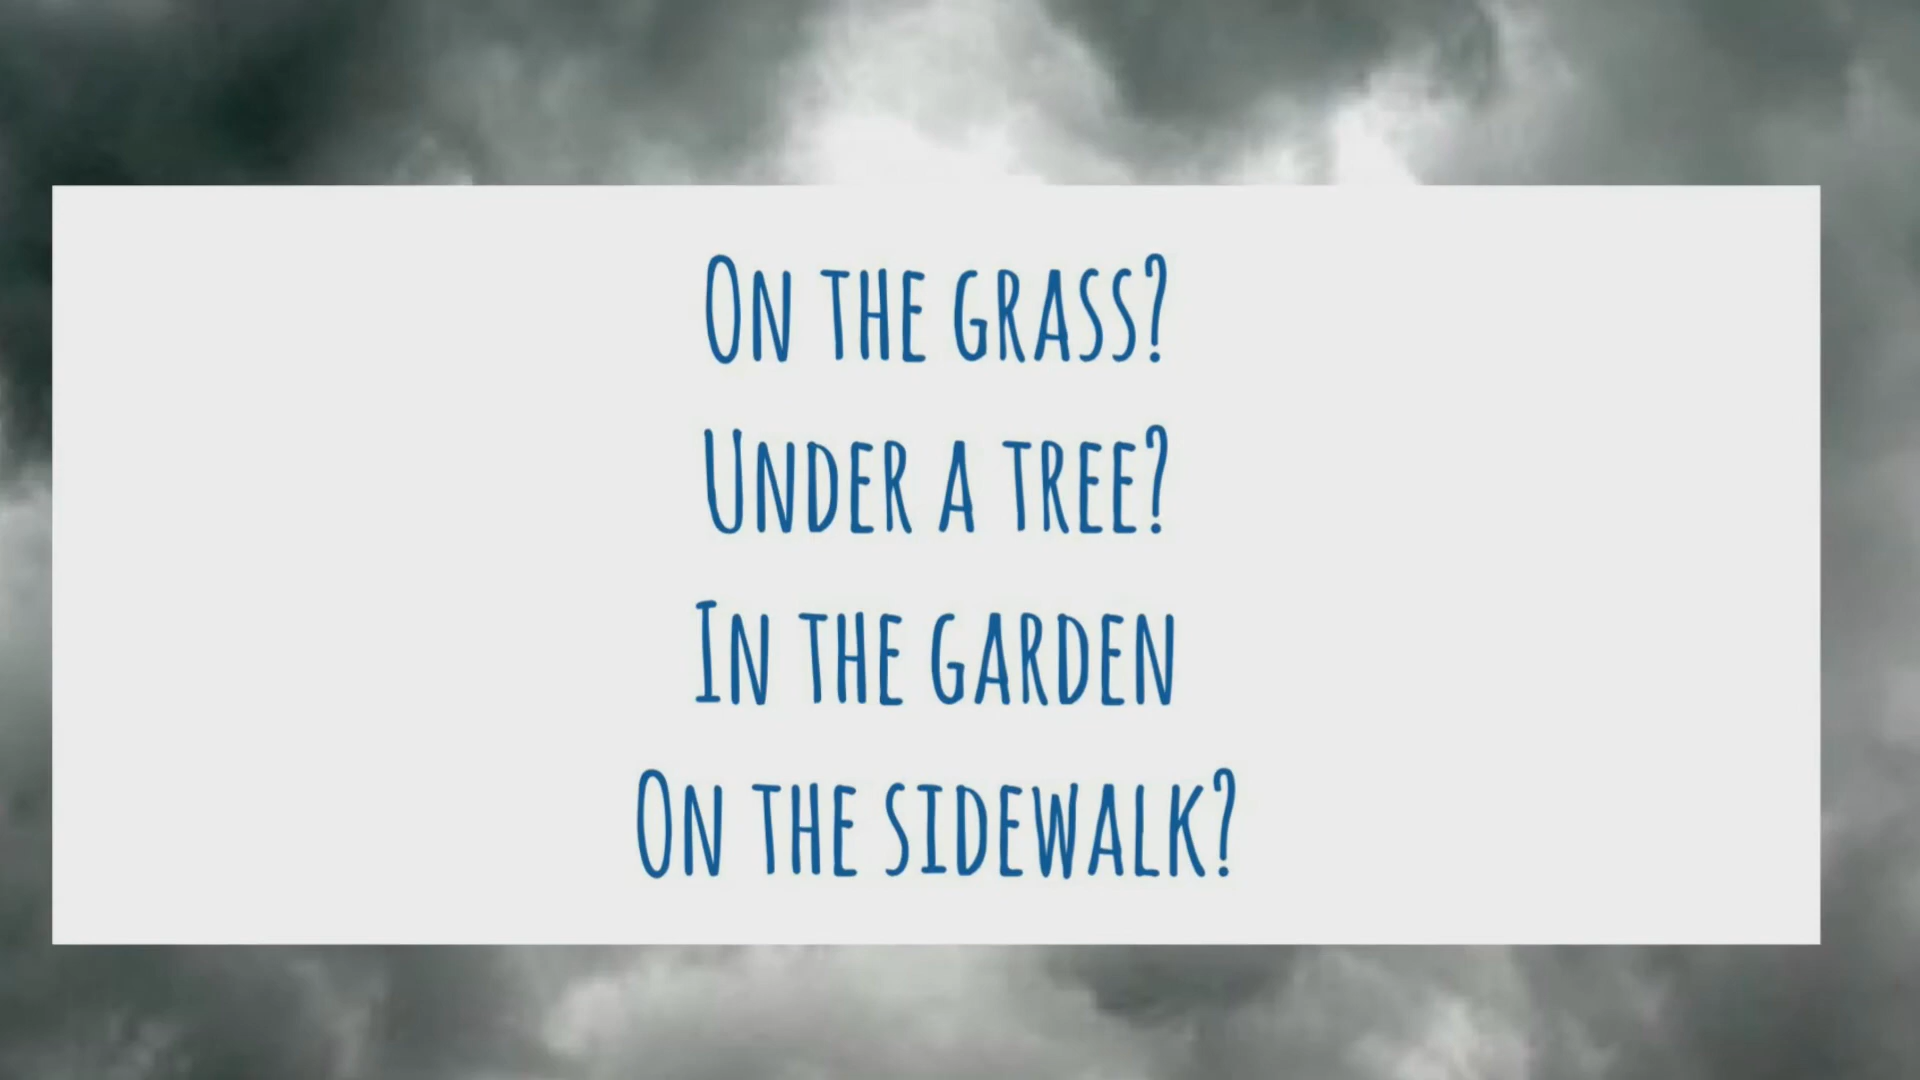 On the grass?
Under a tree?
In the garden
On the sidewalk?